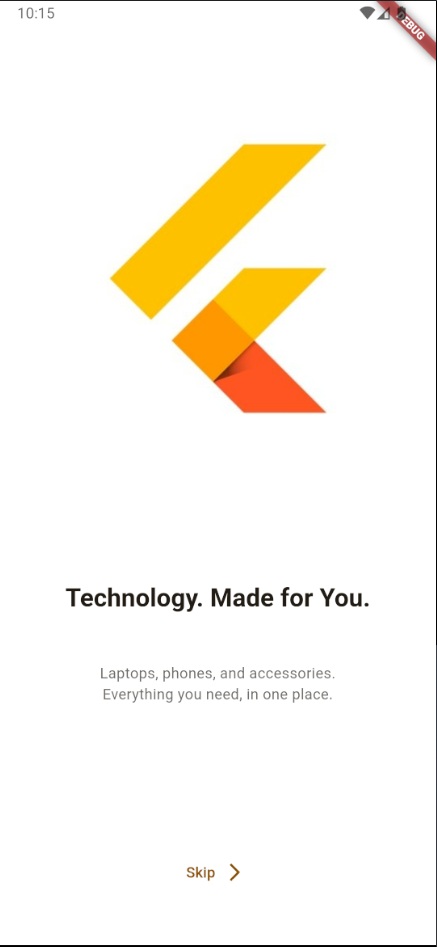 10:15
DEBUG
Technology. Made for You.
Laptops, phones, and accessories.
Everything you need, in one place.
Skip